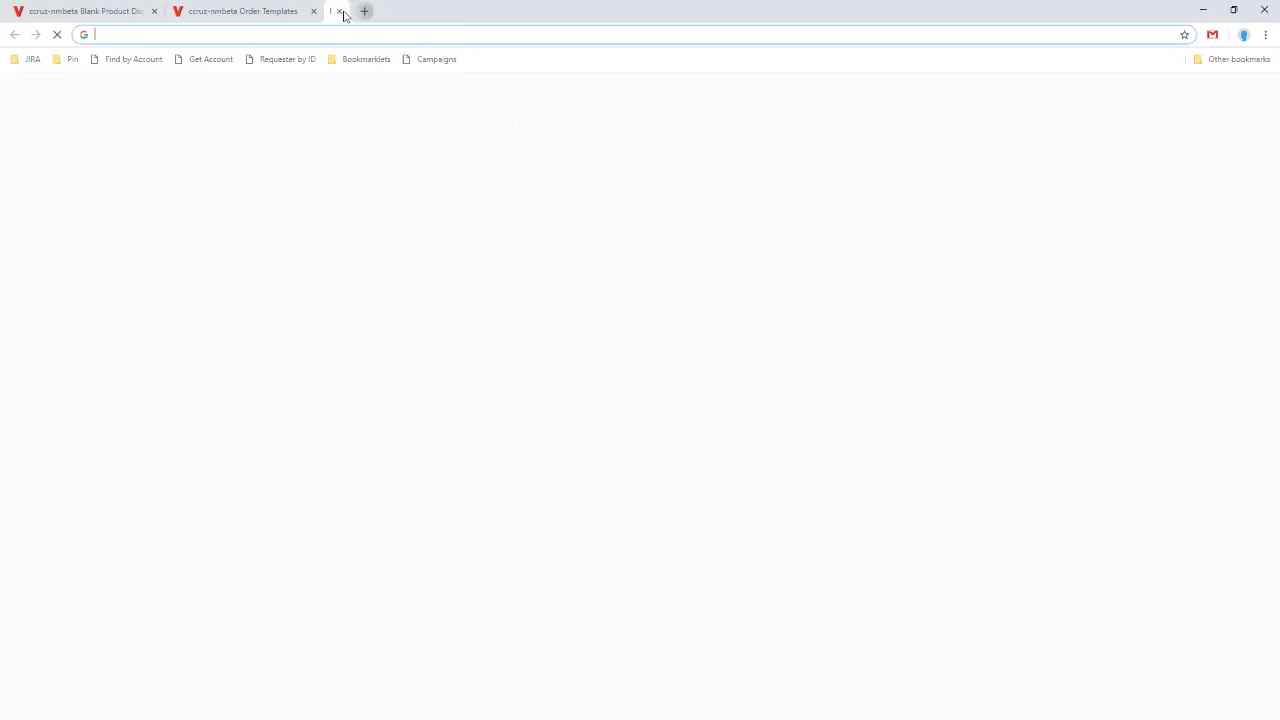 ccruz-nmbeta Blank Product Dis
ccruz-nmbeta Order Templates
JIRA
Pin
Find by Account
Get Account
Requester by ID
Bookmarklets
Campaigns
Other bookmarks